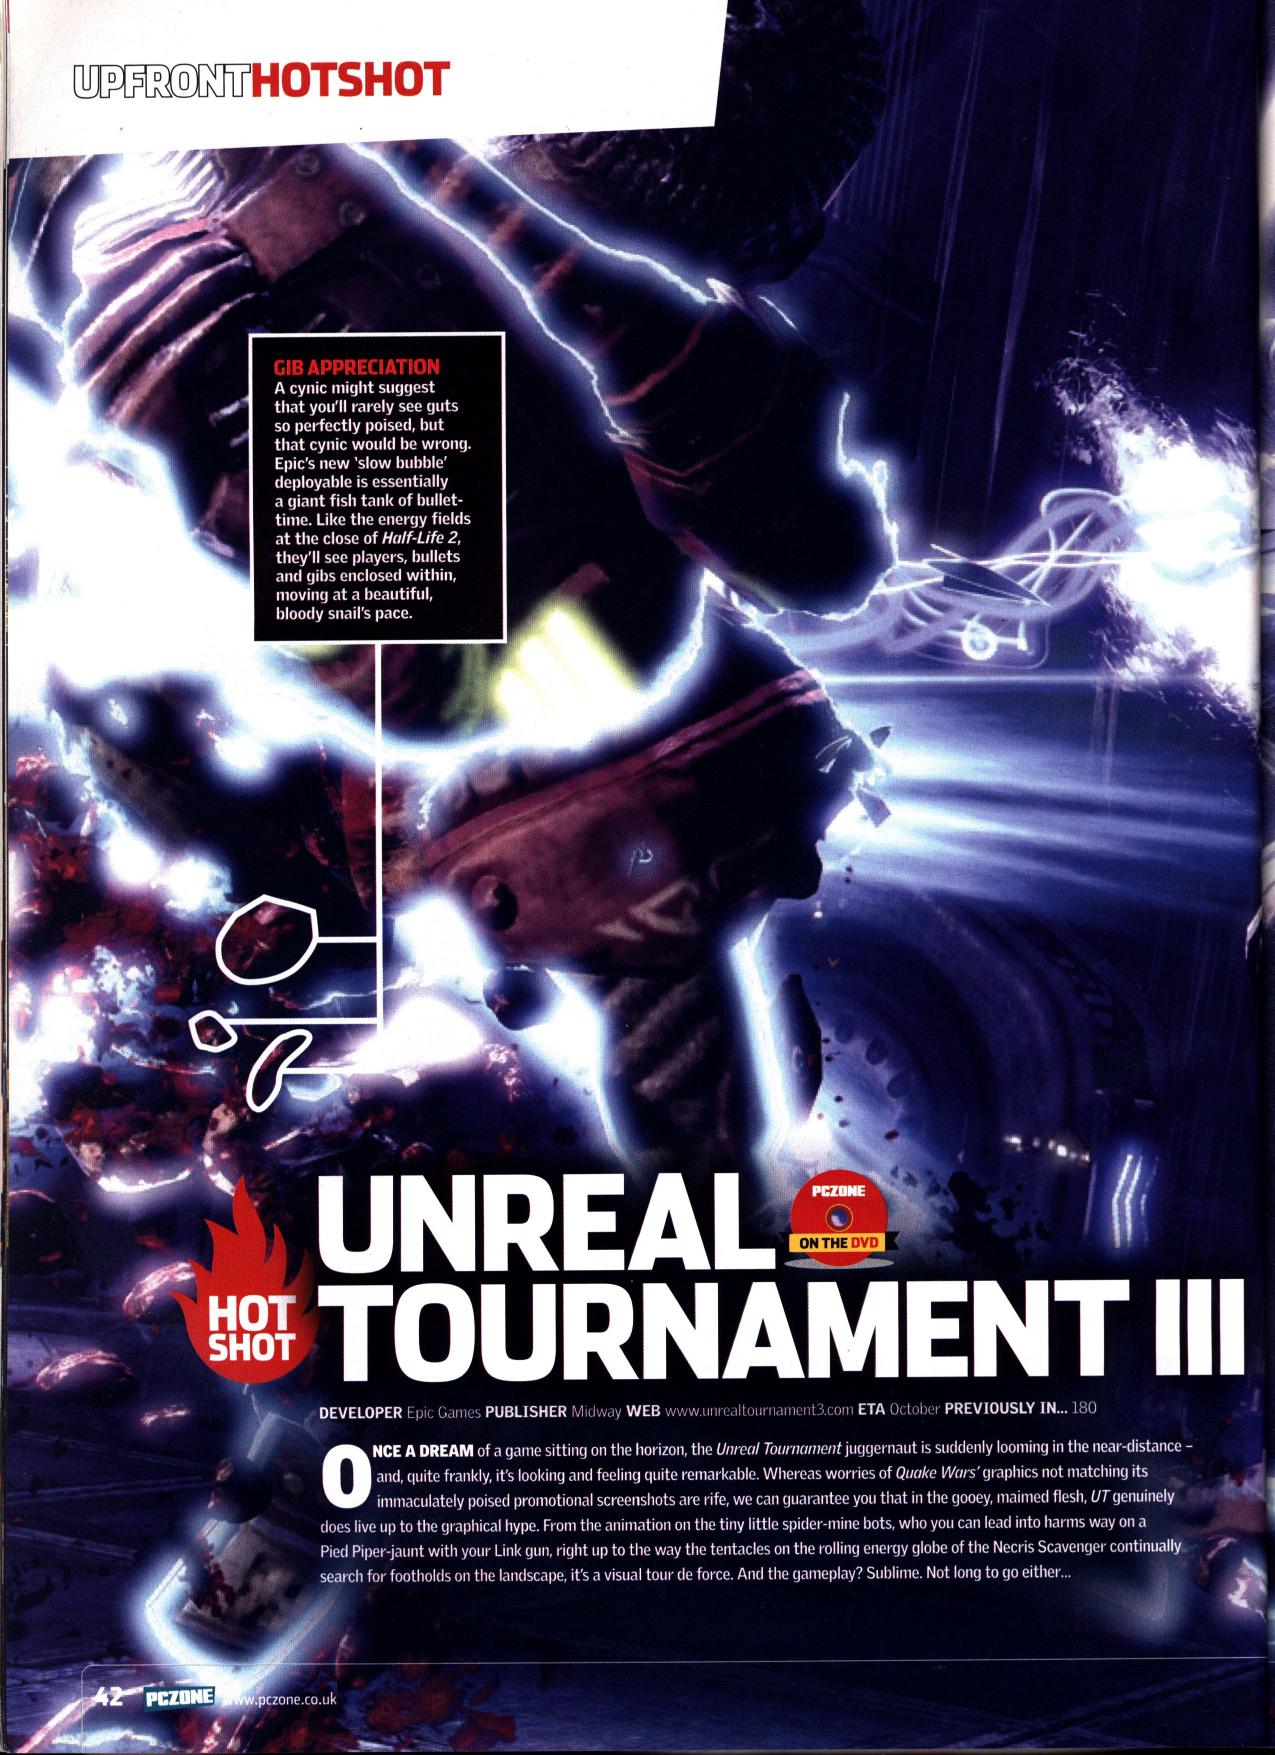 UPFRONTHOTSHOT
GIB APPRECIATION
A cynic might suggest
that you'll rarely see guts
so perfectly poised, but
that cynic would be wrong.
Epic's new 'slow bubble'
deployable is essentially
a giant fish tank of bullet-
time. Like the energy fields
at the close of Half-Life 2,
they'll see players, bullets
and gibs enclosed within,
moving at a beautiful,
bloody snail's pace.
UNREAL
PCZONE
ON THE DVD
HOT
SHOT
TOURNAMENT III
DEVELOPER Epic Games PUBLISHER Midway WEB www.unrealtournament3.com ETA October PREVIOUSLY IN... 180
ONCE A DREAM of a game sitting on the horizon, the Unreal Tournament juggernaut is suddenly looming in the near-distance –
and, quite frankly, it's looking and feeling quite remarkable. Whereas worries of Quake Wars' graphics not matching its
immaculately poised promotional screenshots are rife, we can guarantee you that in the gooey, maimed flesh, UT genuinely
does live up to the graphical hype. From the animation on the tiny little spider-mine bots, who you can lead into harms way on a
Pied Piper-jaunt with your Link gun, right up to the way the tentacles on the rolling energy globe of the Necris Scavenger continually
search for footholds on the landscape, it's a visual tour de force. And the gameplay? Sublime. Not long to go either...
42 PCZONE www.pczone.co.uk